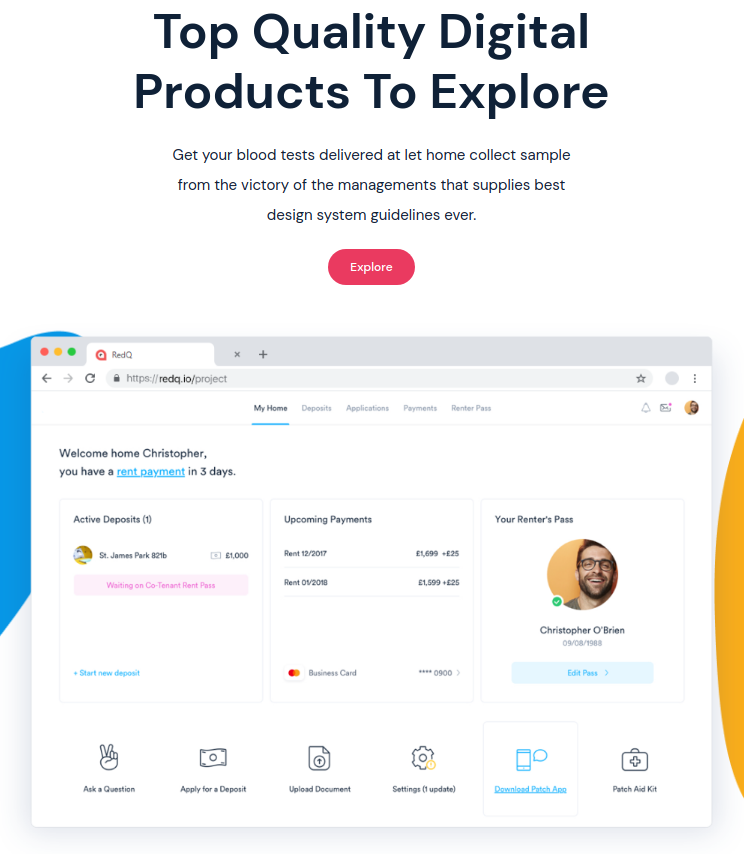 Top Quality Digital
Products To Explore
Get your blood tests delivered at let home collect sample
from the victory of the managements that supplies best
design system guidelines ever.
Explore
RedQ
https://redq.io/project
My Home Deposits Applications Payments Renter Pass
Welcome home Christopher,
you have a rent payment in 3 days.
Active Deposits (1)
St. James Park 821b £1,000
Waiting on Co-Tenant Rent Pass
+ Start new deposit
Upcoming Payments
Rent 12/2017 £1,699 +£25
Rent 01/2018 £1,599 +£25
Business Card **** 0900
Your Renter's Pass
Christopher O'Brien
09/08/1988
Edit Pass
Ask a Question
Apply for a Deposit
Upload Document
Settings (1 update)
Download Patch App
Patch Aid Kit